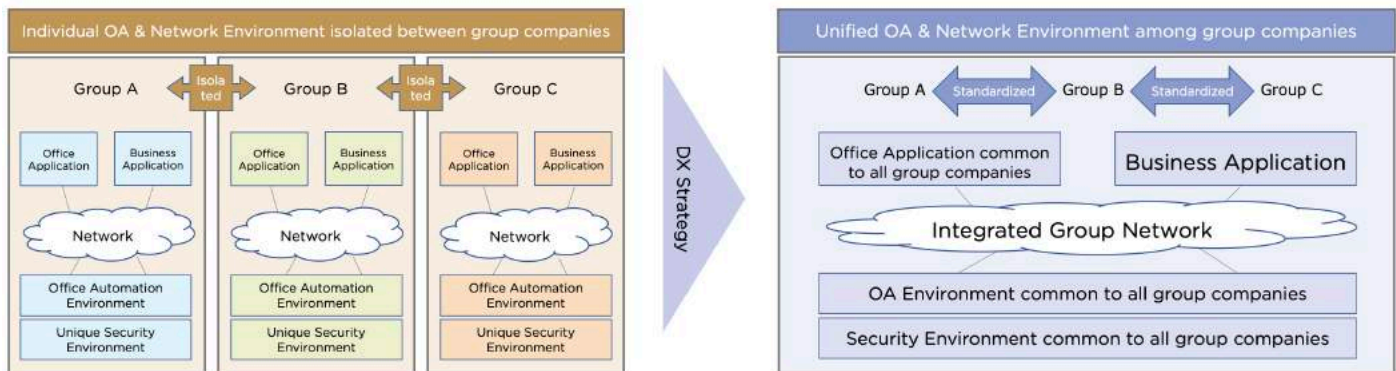 Individual OA & Network Environment isolated between group companies
Group A
Isola
ted
Group B
Isola
ted
Group C
Office
Application
Business
Application
Office
Application
Business
Application
Office
Application
Business
Application
Network
Network
Network
Office Automation
Environment
Office Automation
Environment
Office Automation
Environment
Unique Security
Environment
Unique Security
Environment
Unique Security
Environment
DX Strategy
Unified OA & Network Environment among group companies
Group A
Standardized
Group B
Standardized
Group C
Office Application common
to all group companies
Business Application
Integrated Group Network
OA Environment common to all group companies
Security Environment common to all group companies